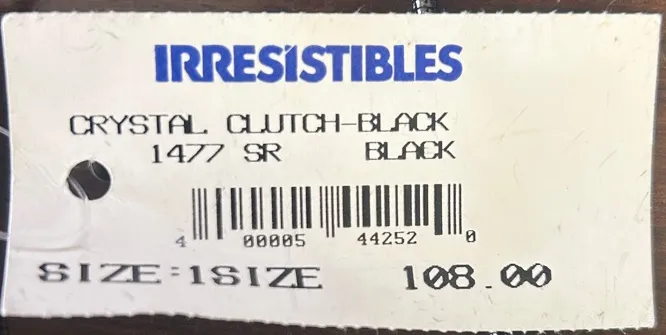 IRRESISTIBLES
CRYSTAL CLUTCH-BLACK
1477 SR BLACK
4 00005 44252 0
SIZE:1SIZE 108.00